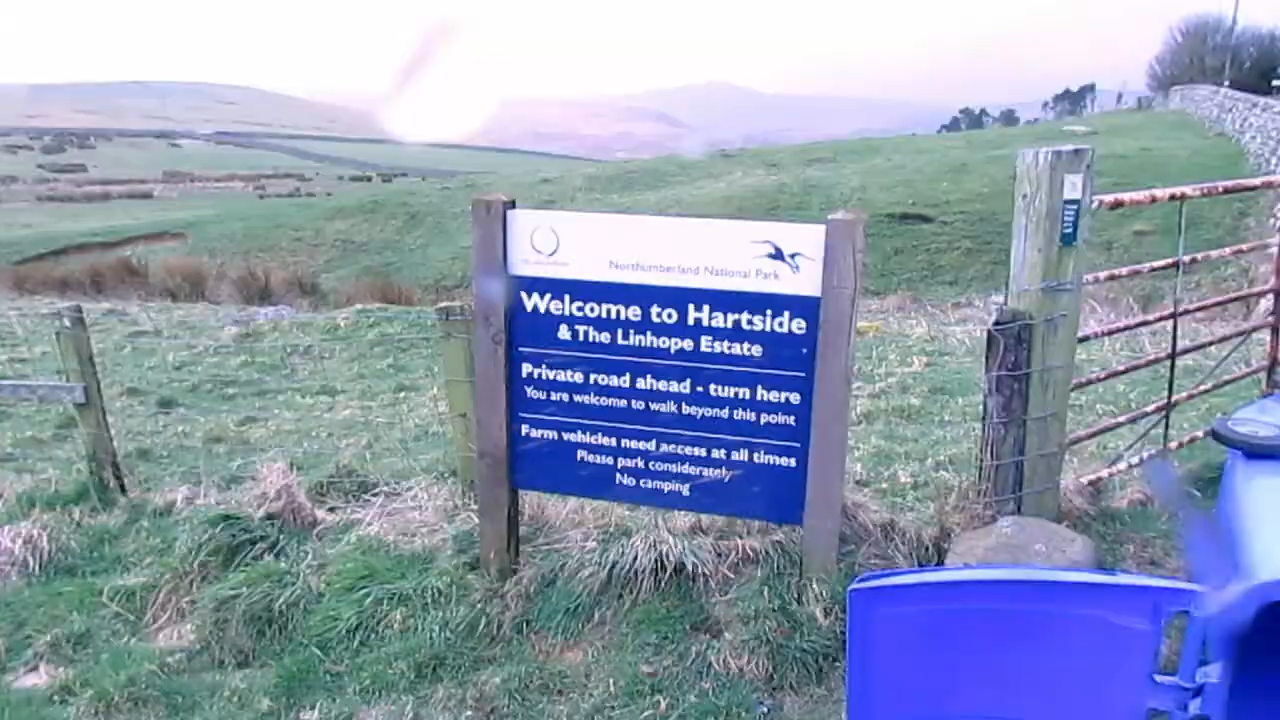 Northumberland National Park
Welcome to Hartside
& The Linhope Estate
Private road ahead - turn here
You are welcome to walk beyond this point
Farm vehicles need access at all times
Please park considerately
No camping